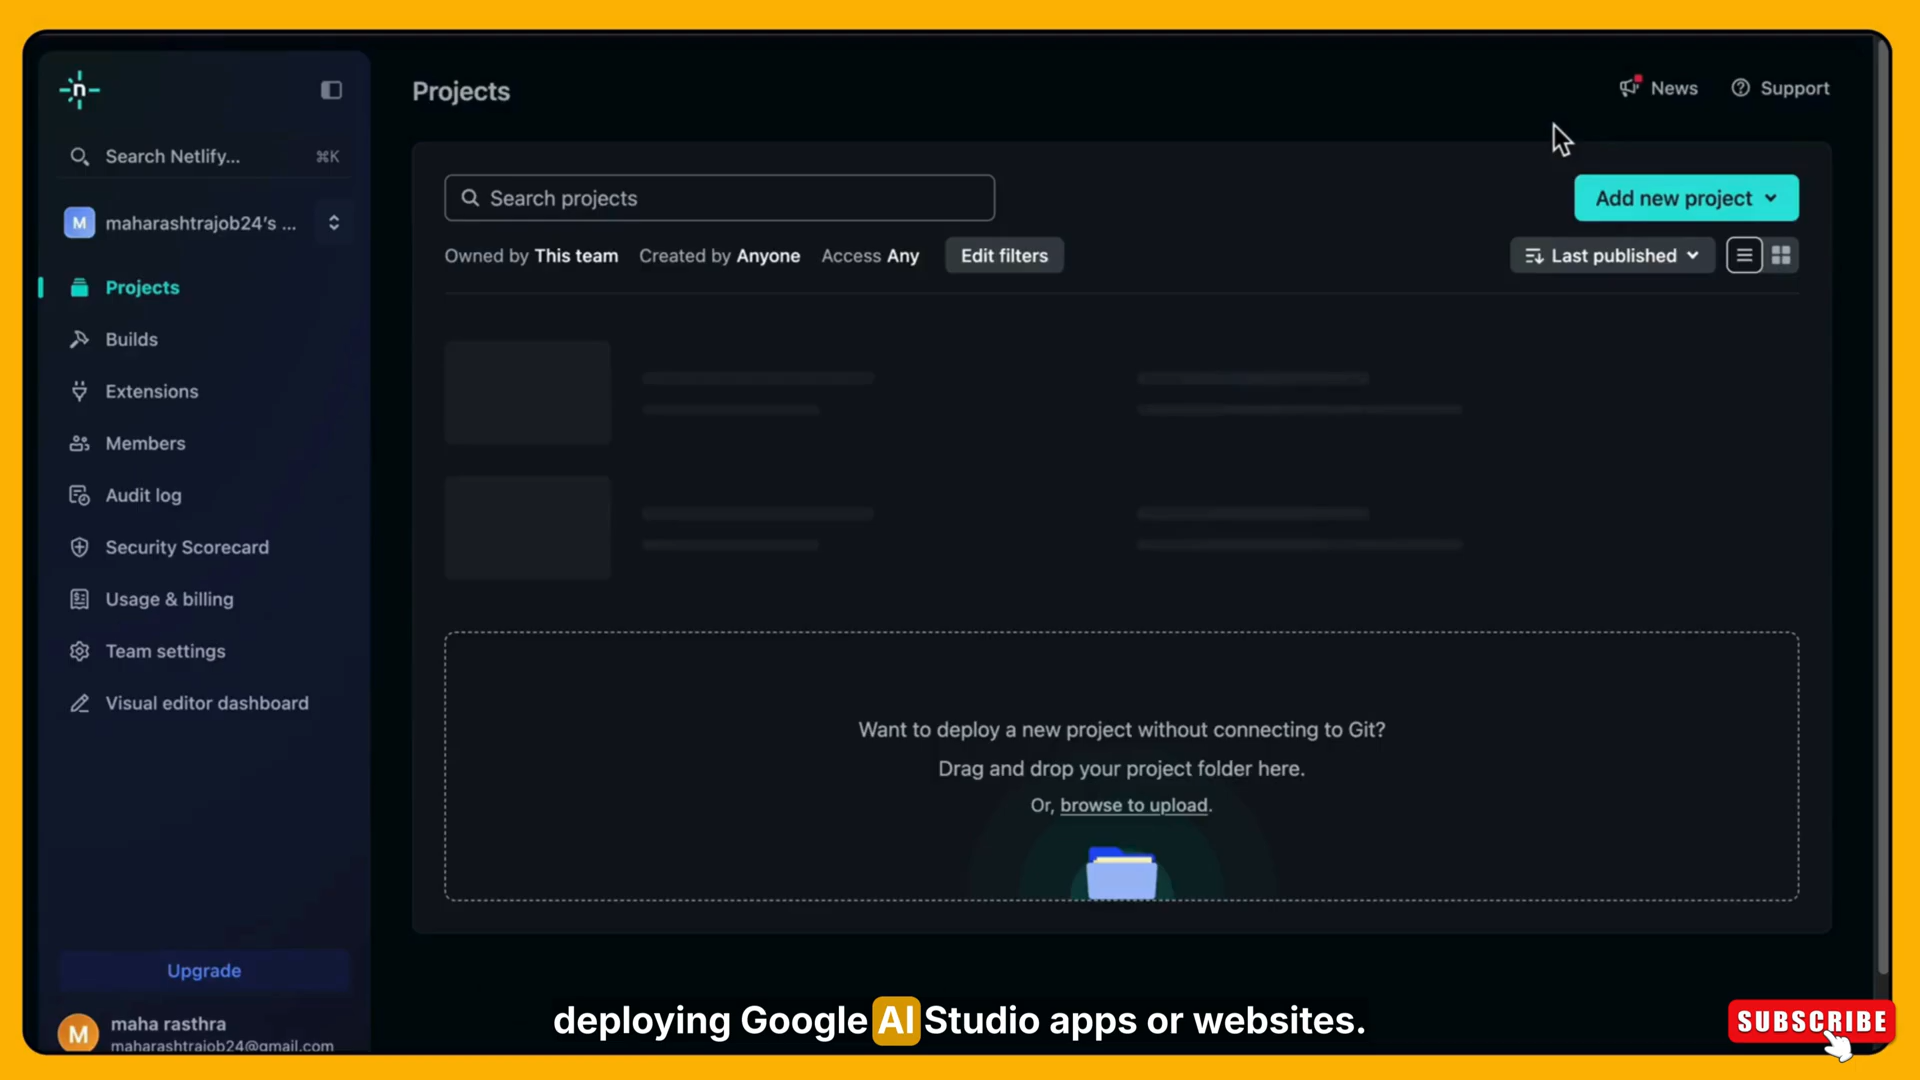 n
Projects
News
Support
Search Netlify...
⌘K
M
maharashtrajob24's ...
Search projects
Add new project
Owned by This team
Created by Anyone
Access Any
Edit filters
Last published
Projects
Builds
Extensions
Members
Audit log
Security Scorecard
Usage & billing
Team settings
Visual editor dashboard
Want to deploy a new project without connecting to Git?
Drag and drop your project folder here.
Or, browse to upload.
Upgrade
M
maha rasthra
maharashtrajob24@gmail.com
deploying Google AI Studio apps or websites.
SUBSCRIBE